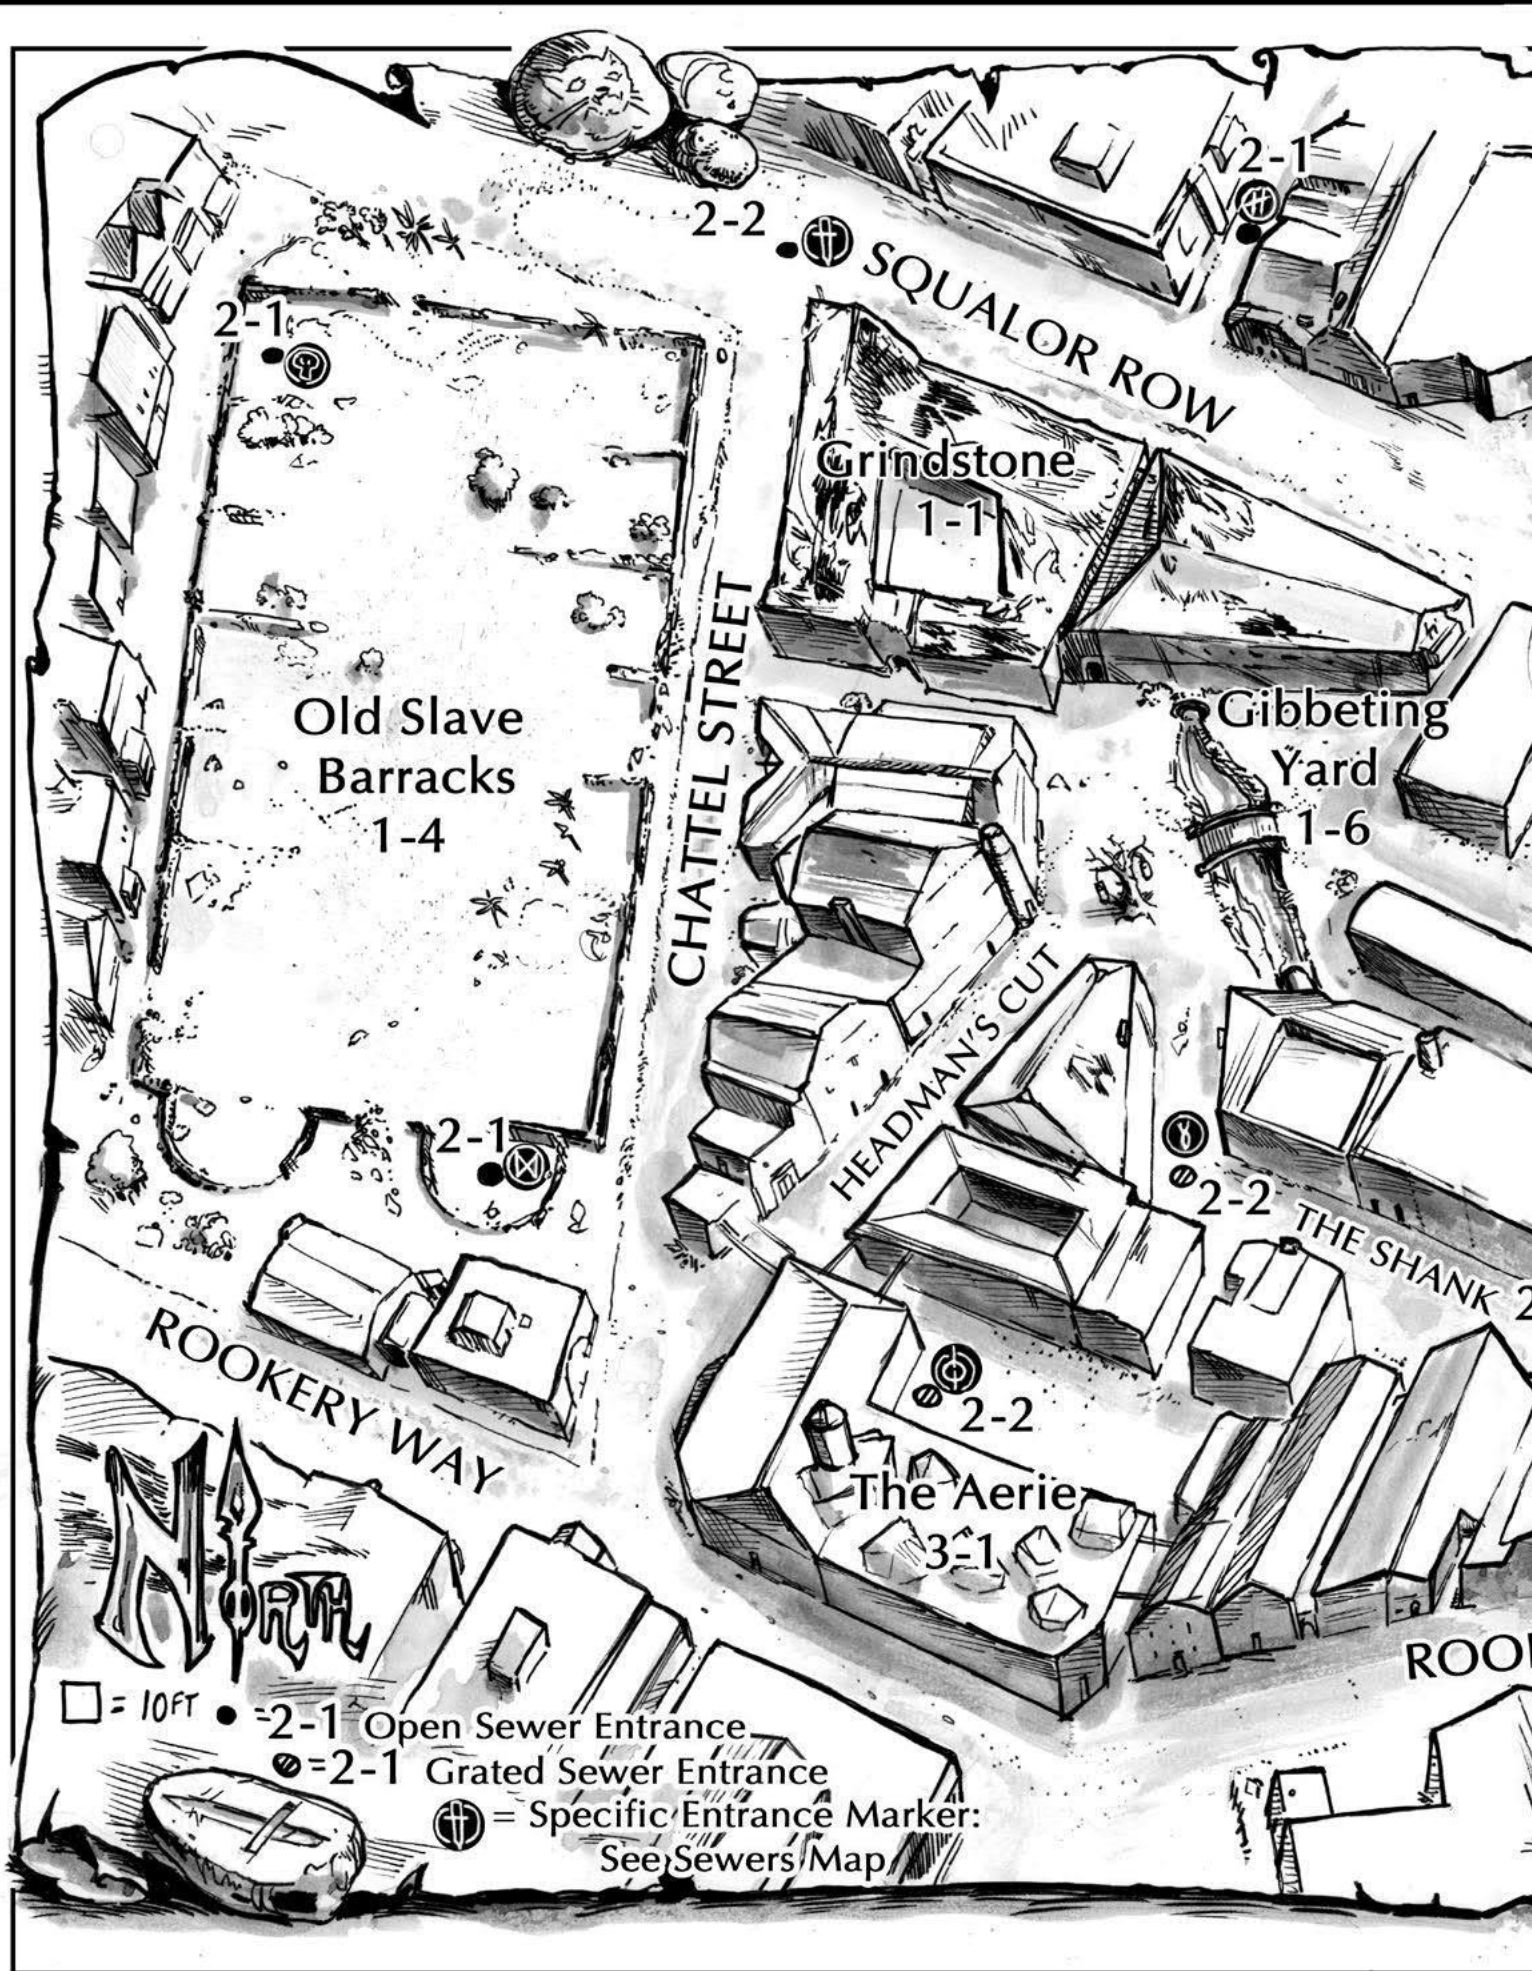 2-1
2-2
SQUALOR ROW
2-1
Grindstone
1-1
CHATTEL STREET
Old Slave
Barracks
1-4
Gibbeting
Yard
1-6
HEADMAN'S CUT
2-1
2-2
THE SHANK
2
ROOKERY WAY
2-2
The Aerie
3-1
NORTH
ROO
= 10FT
=2-1 Open Sewer Entrance
=2-1 Grated Sewer Entrance
= Specific Entrance Marker:
See Sewers Map